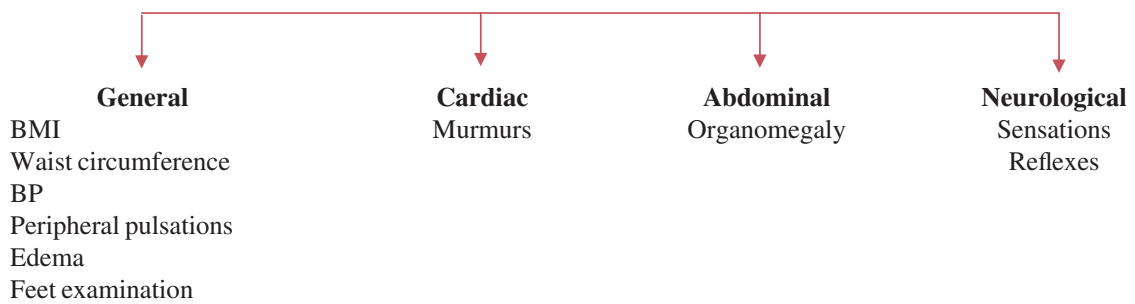 General
BMI
Waist circumference
BP
Peripheral pulsations
Edema
Feet examination
Cardiac
Murmurs
Abdominal
Organomegaly
Neurological
Sensations
Reflexes